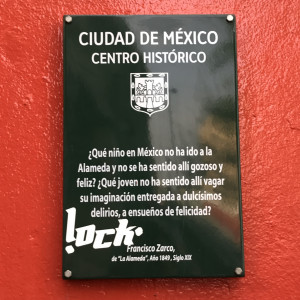 CIUDAD DE MÉXICO
CENTRO HISTÓRICO
¿Qué niño en México no ha ido a la
Alameda y no se ha sentido allí gozoso y
feliz? ¿Qué joven no ha sentido allí vagar
su imaginación entregada a dulcísimos
delirios, a ensueños de felicidad?
lock
Francisco Zarco,
de "La Alameda", Año 1849, Siglo XIX